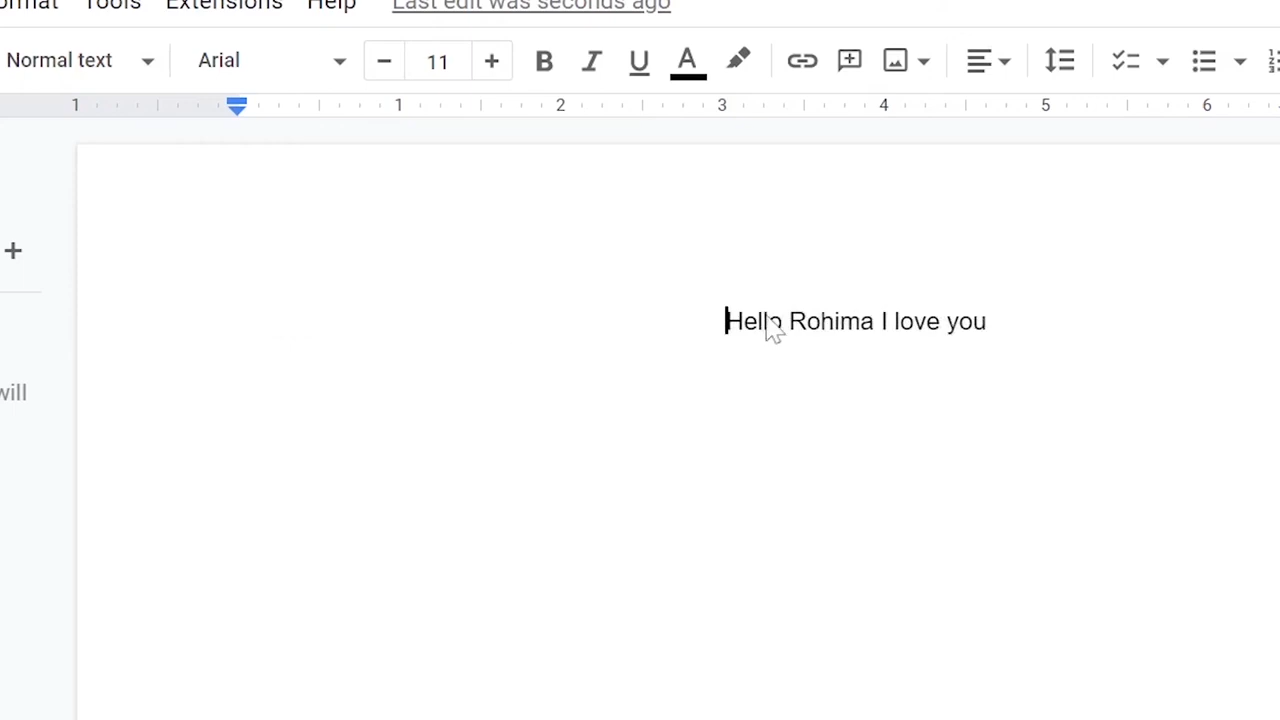 ormat Tools Extensions Help Last edit was seconds ago
Normal text Arial − 11 + B I U A
1 1 2 3 4 5 6
+
Hello Rohima I love you
will